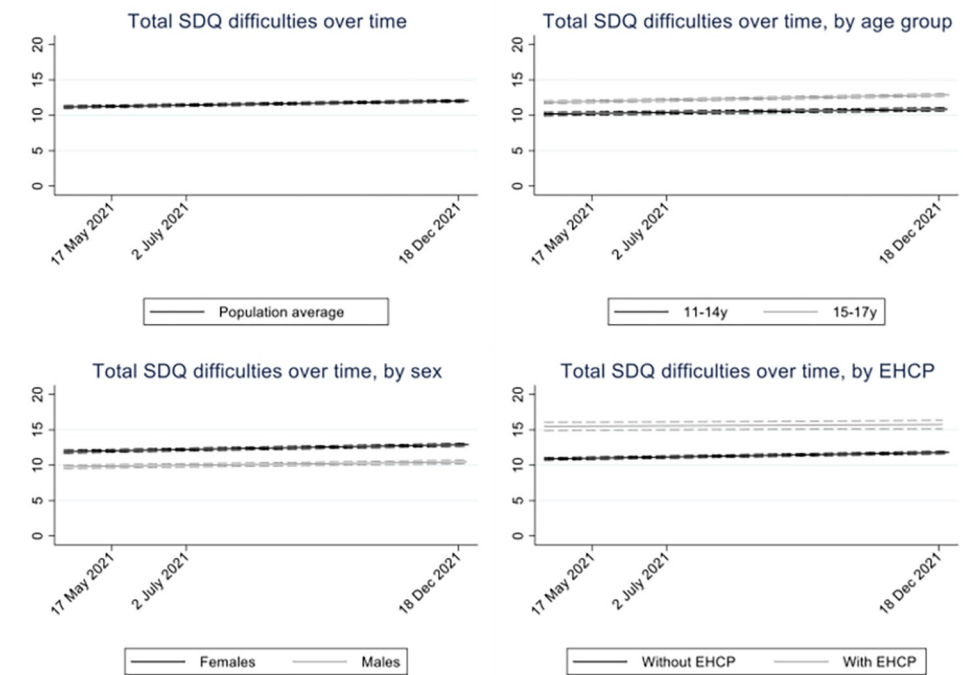 Total SDQ difficulties over time
20
15
10
5
0
17 May 2021
2 July 2021
18 Dec 2021
Population average
Total SDQ difficulties over time, by age group
20
15
10
5
0
17 May 2021
2 July 2021
18 Dec 2021
11-14y 15-17y
Total SDQ difficulties over time, by sex
20
15
10
5
0
17 May 2021
2 July 2021
18 Dec 2021
Females Males
Total SDQ difficulties over time, by EHCP
20
15
10
5
0
17 May 2021
2 July 2021
18 Dec 2021
Without EHCP With EHCP